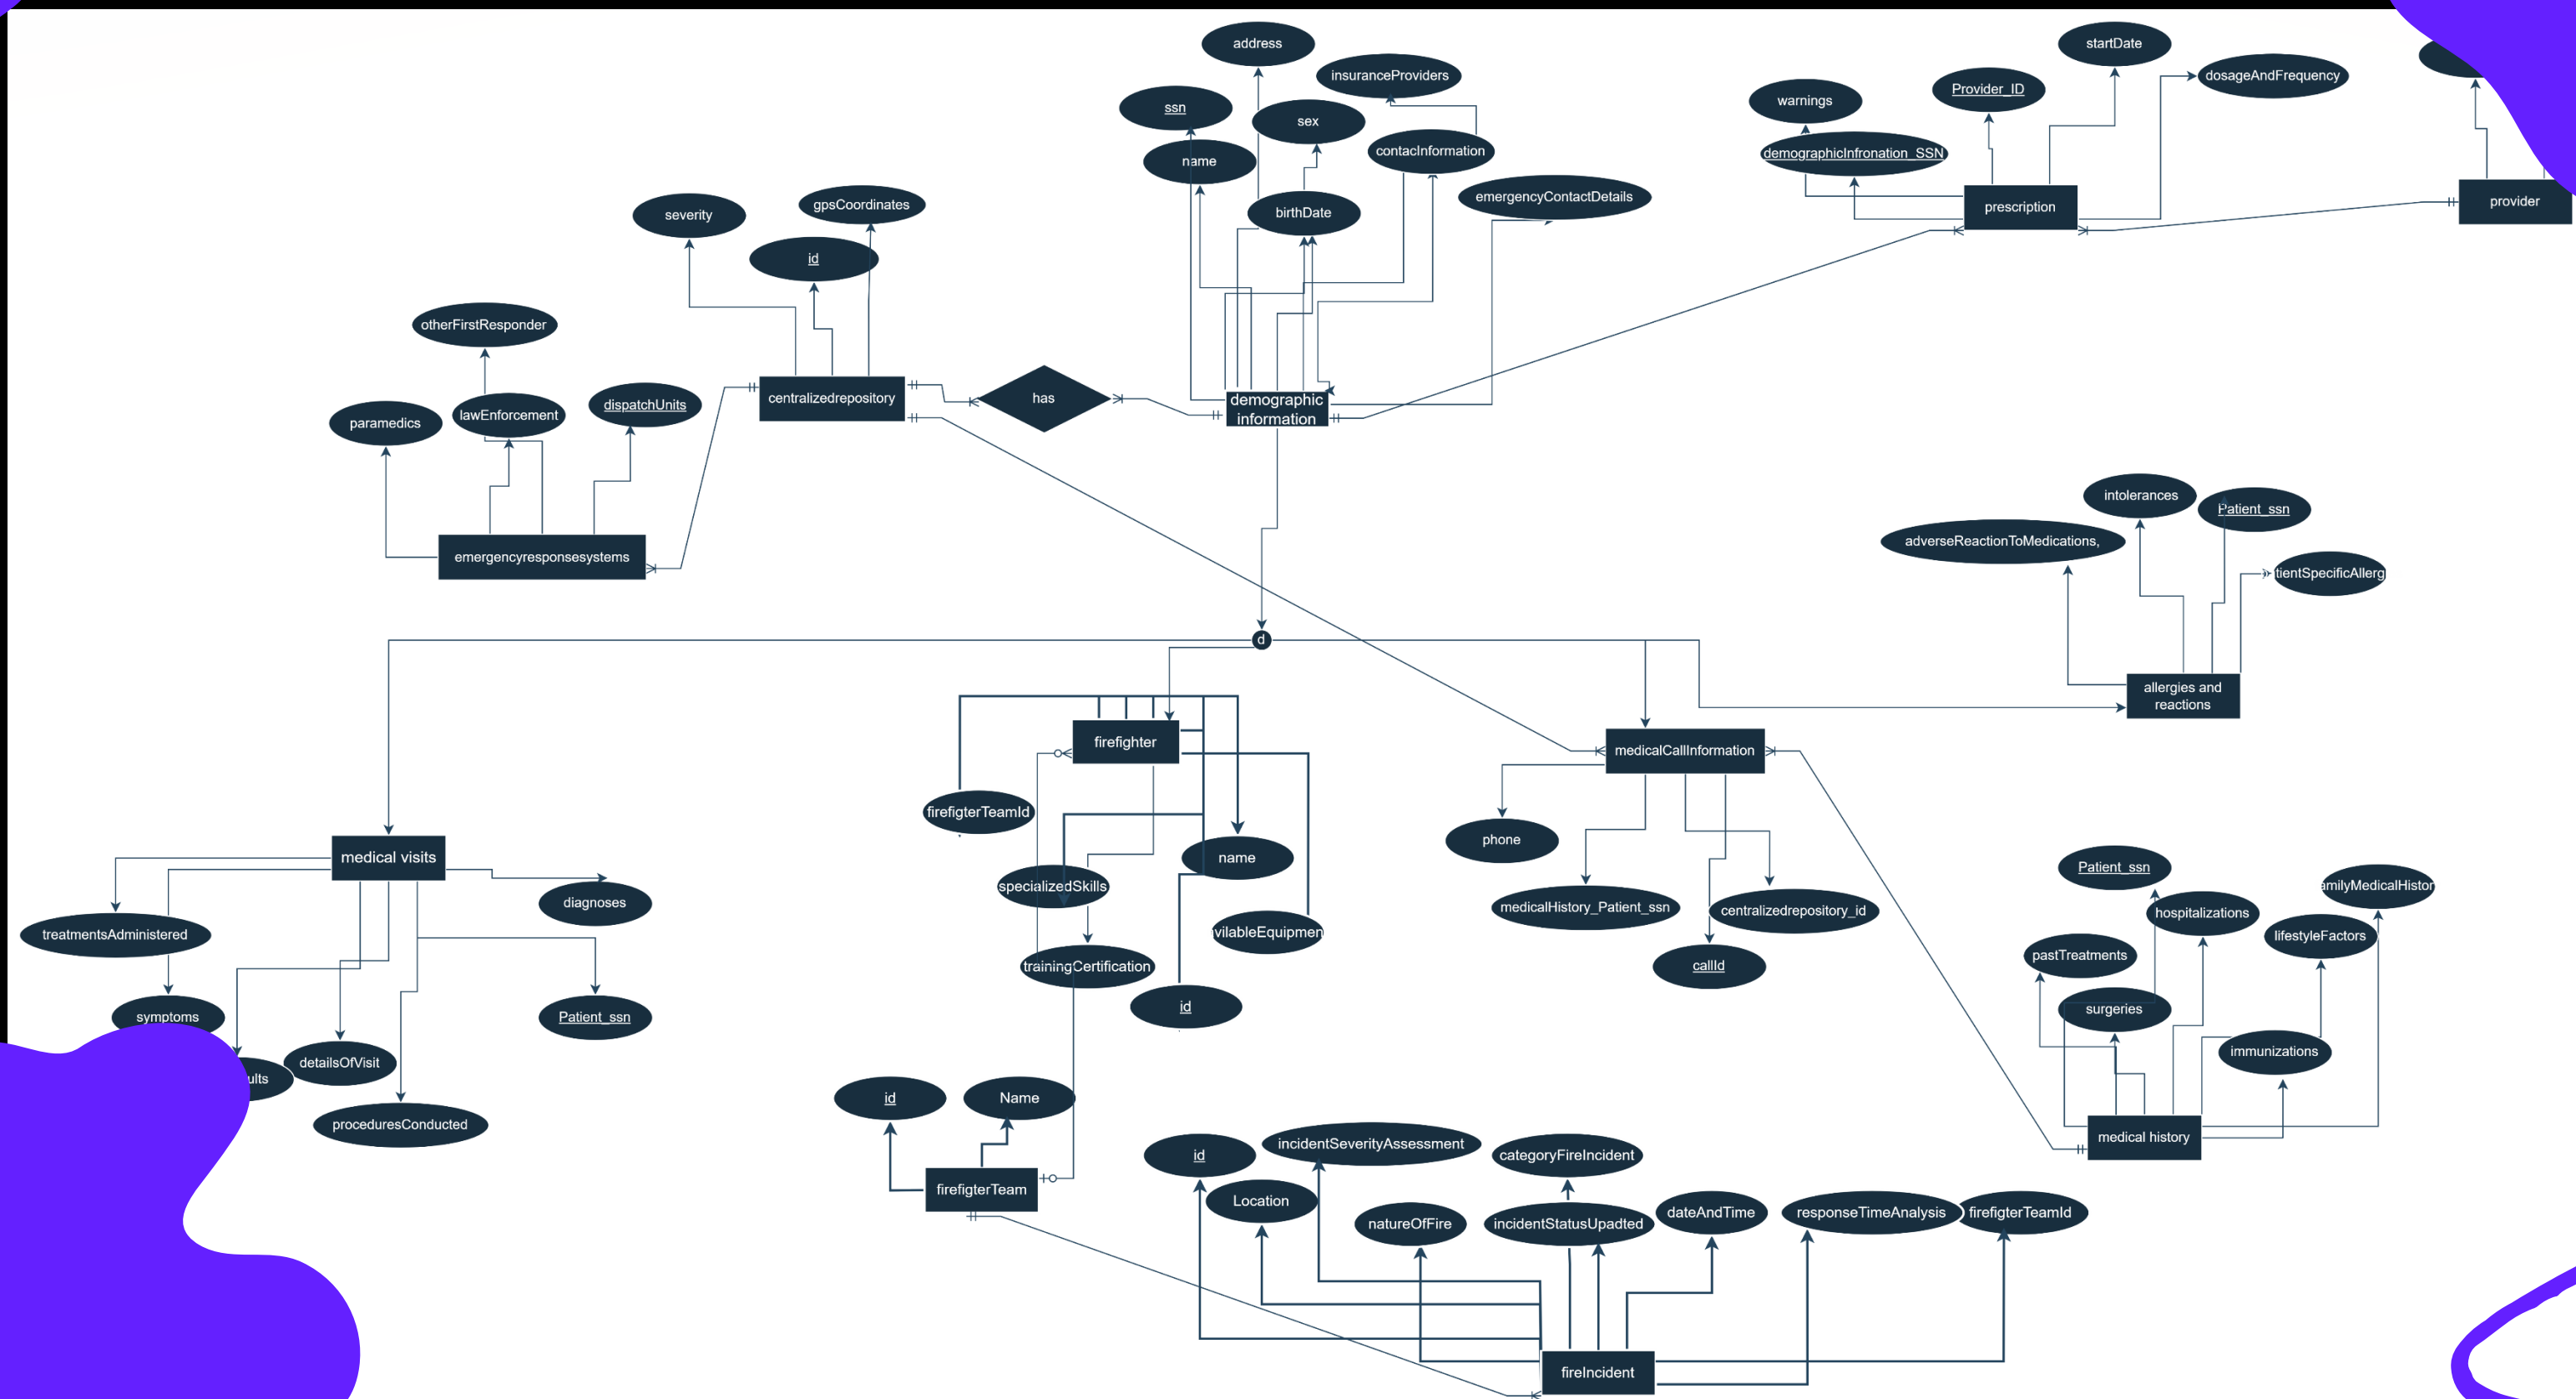 address
startDate
insuranceProviders
dosageAndFrequency
Provider_ID
warnings
ssn
sex
contacInformation
demographicInfronation_SSN
name
emergencyContactDetails
provider
gpsCoordinates
prescription
birthDate
severity
id
otherFirstResponder
centralizedrepository
has
demographic
information
dispatchUnits
lawEnforcement
paramedics
intolerances
Patient_ssn
adverseReactionToMedications,
emergencyresponsesystems
tientSpecificAllerg
d
allergies and
reactions
firefighter
medicalCallInformation
firefigterTeamId
phone
medical visits
name
Patient_ssn
specializedSkills
amilyMedicalHistor
diagnoses
medicalHistory_Patient_ssn
centralizedrepository_id
hospitalizations
treatmentsAdministered
vilableEquipmen
lifestyleFactors
pastTreatments
trainingCertification
callId
id
surgeries
symptoms
Patient_ssn
immunizations
detailsOfVisit
ults
id
Name
proceduresConducted
medical history
incidentSeverityAssessment
id
categoryFireIncident
firefigterTeam
Location
natureOfFire
incidentStatusUpadted
dateAndTime
responseTimeAnalysis
firefigterTeamId
fireIncident